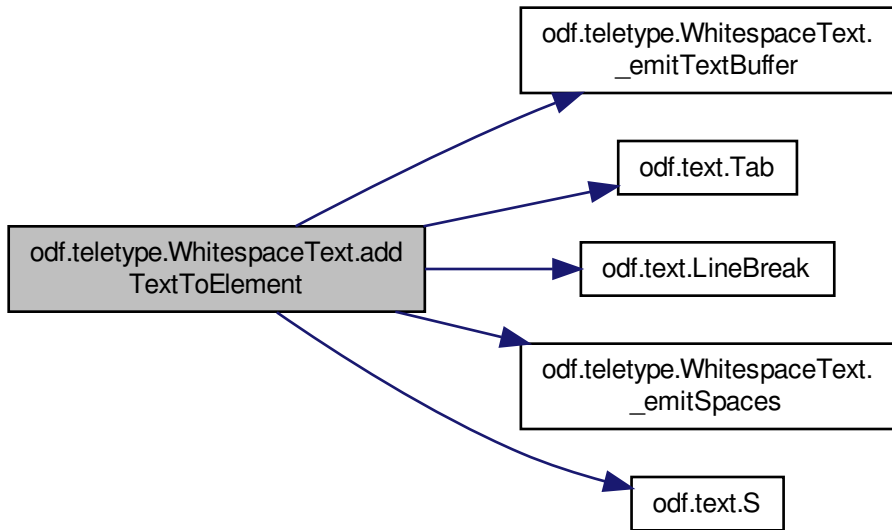 odf.teletype.WhitespaceText.
_emitTextBuffer
odf.text.Tab
odf.teletype.WhitespaceText.add
TextToElement
odf.text.LineBreak
odf.teletype.WhitespaceText.
_emitSpaces
odf.text.S